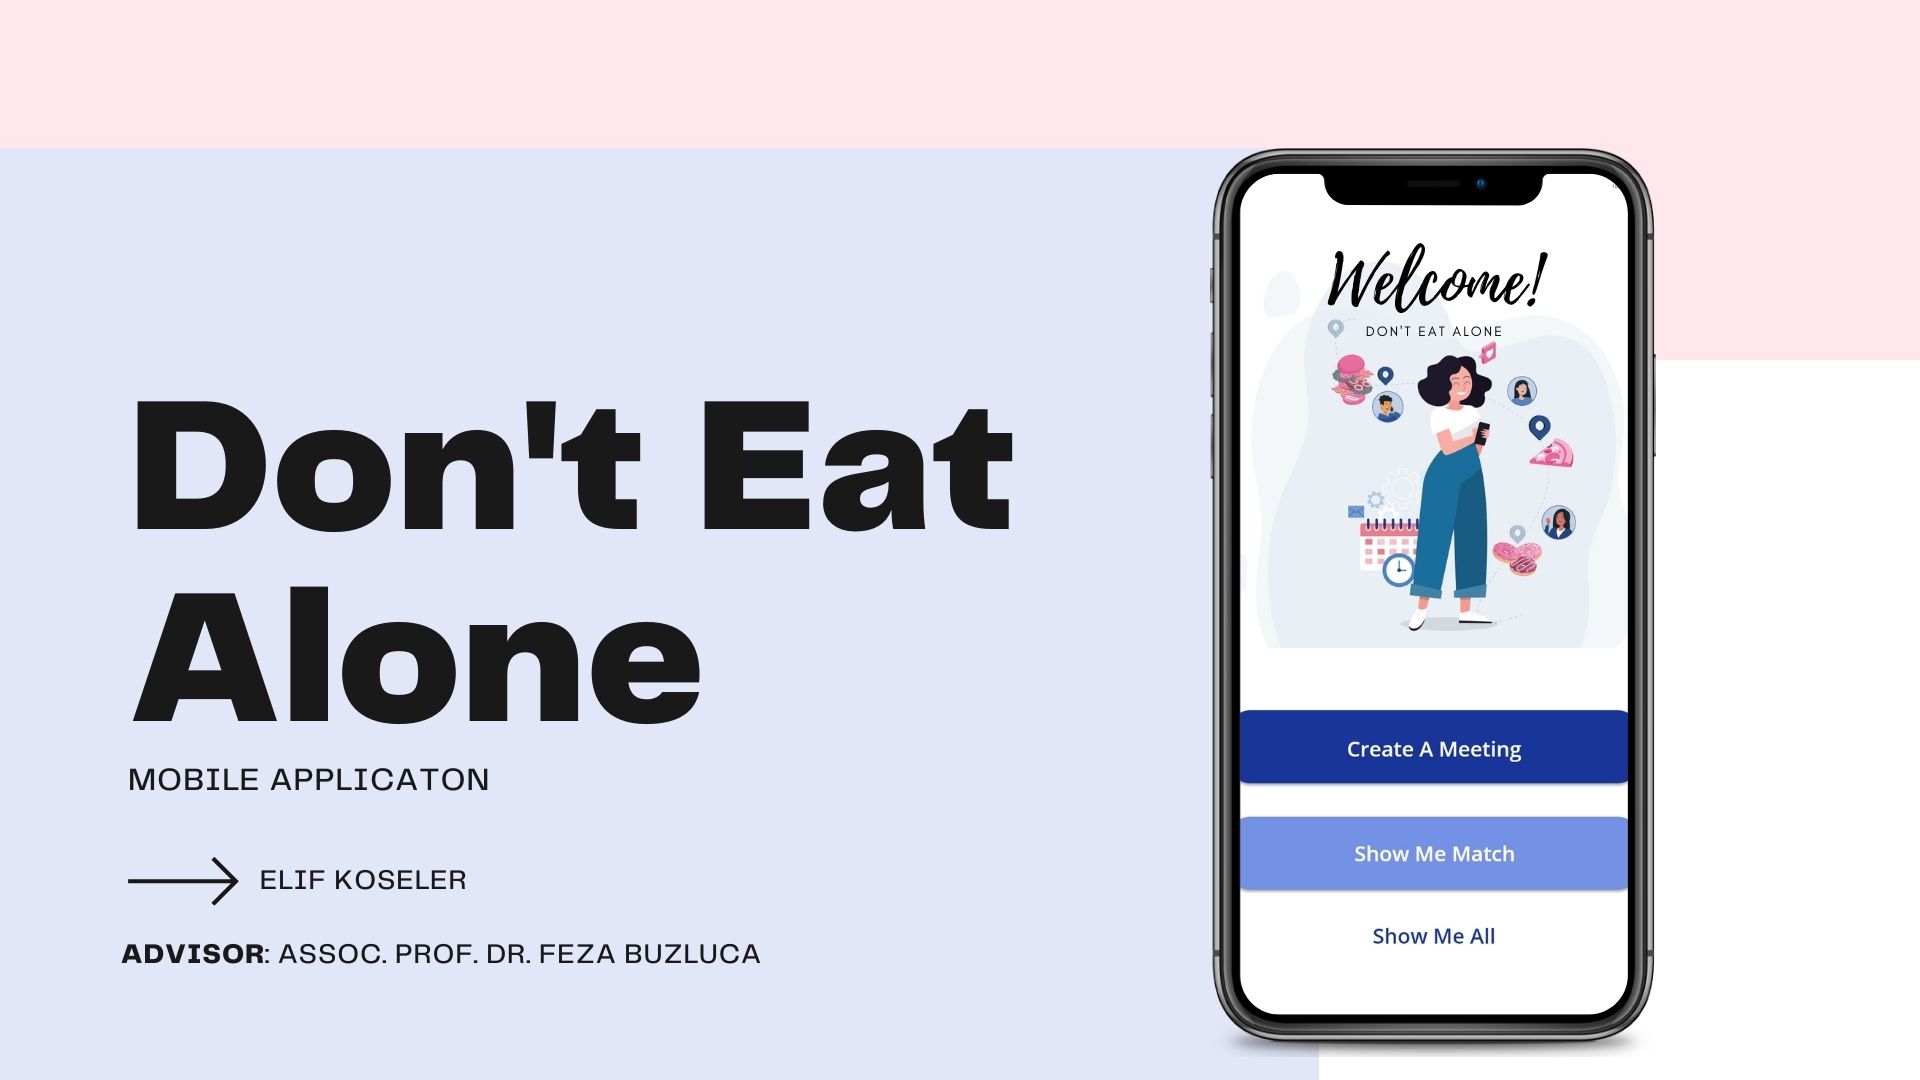 Don't Eat
Alone
MOBILE APPLICATON
ELIF KOSELER
ADVISOR: ASSOC. PROF. DR. FEZA BUZLUCA
Welcome!
DON'T EAT ALONE
Create A Meeting
Show Me Match
Show Me All